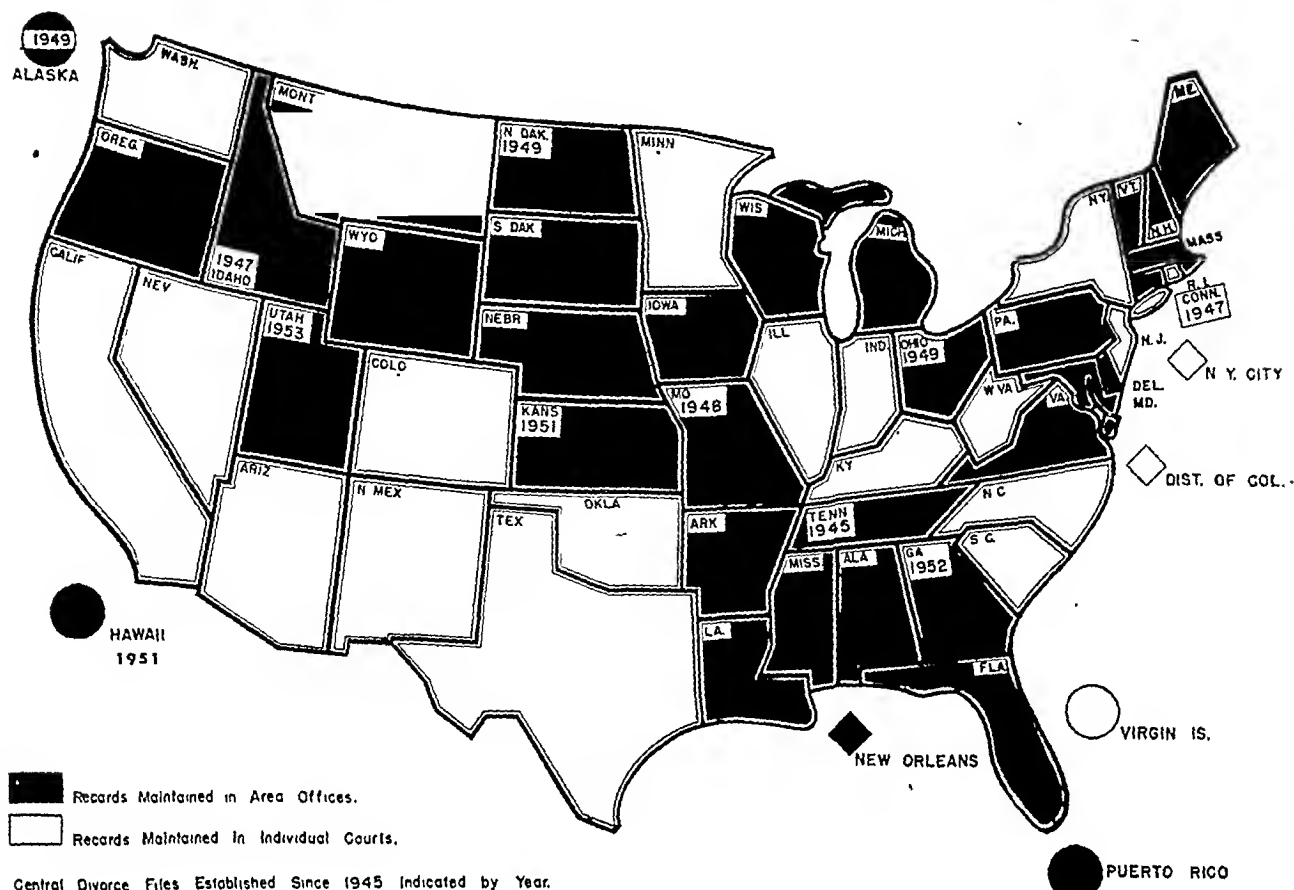 1949
ALASKA
WASH.
MONT
N DAK.
1949
MINN
ME.
OREG.
WYO
S DAK
WIS
MICH
N.Y.
VT.
N.H.
MASS
R.I.
CONN.
1947
CALIF
NEV
1947
IDAHO
UTAH
1953
NEBR
IOWA
ILL
IND.
OHIO
1949
PA.
N.J.
N Y. CITY
COLO
KANS
1951
MO
1948
W VA
VA.
DEL.
MD.
DIST. OF COL..
ARIZ
N MEX
OKLA
TEX
ARK
KY
TENN
1945
N C
S C.
MISS.
ALA
GA
1952
LA.
FLA
HAWAII
1951
NEW ORLEANS
VIRGIN IS.
PUERTO RICO
Records Maintained in Area Offices.
Records Maintained in Individual Courts.
Central Divorce Files Established Since 1945 Indicated by Year.